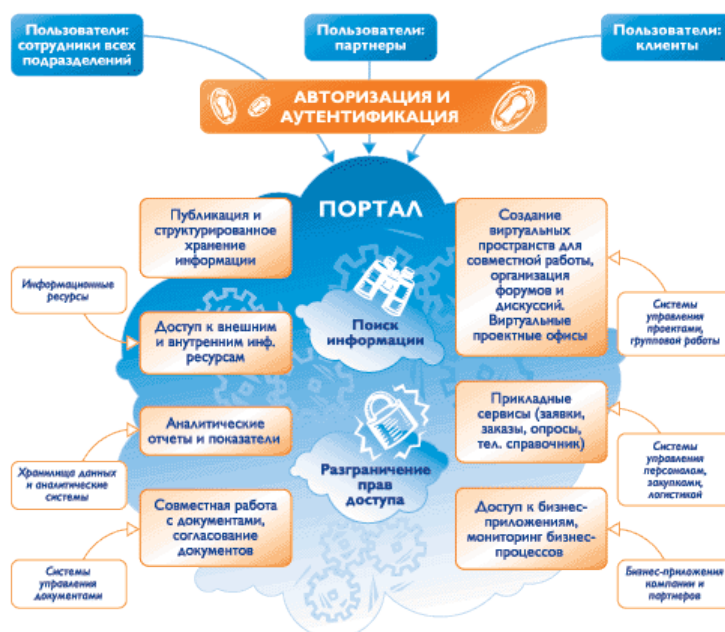 Пользователи:
сотрудники всех
подразделений
Пользователи:
партнеры
Пользователи:
клиенты
АВТОРИЗАЦИЯ И
АУТЕНТИФИКАЦИЯ
ПОРТАЛ
Публикация и
структурированное
хранение
информации
Создание
виртуальных
пространств для
совместной работы,
организация
форумов и
дискуссий.
Виртуальные
проектные офисы
Информационные
ресурсы
Доступ к внешним
и внутренним инф.
ресурсам
Поиск
информации
Системы
управления
проектами,
групповой работы
Аналитические
отчеты и показатели
Прикладные
сервисы (заявки,
заказы, опросы,
тел. справочник)
Хранилища данных
и аналитические
системы
Разграничение
прав
доступа
Системы
управления
персоналом,
закупками,
логистикой
Совместная работа
с документами,
согласование
документов
Доступ к бизнес-
приложениям,
мониторинг бизнес-
процессов
Системы
управления
документами
Бизнес-приложения
компании и
партнеров